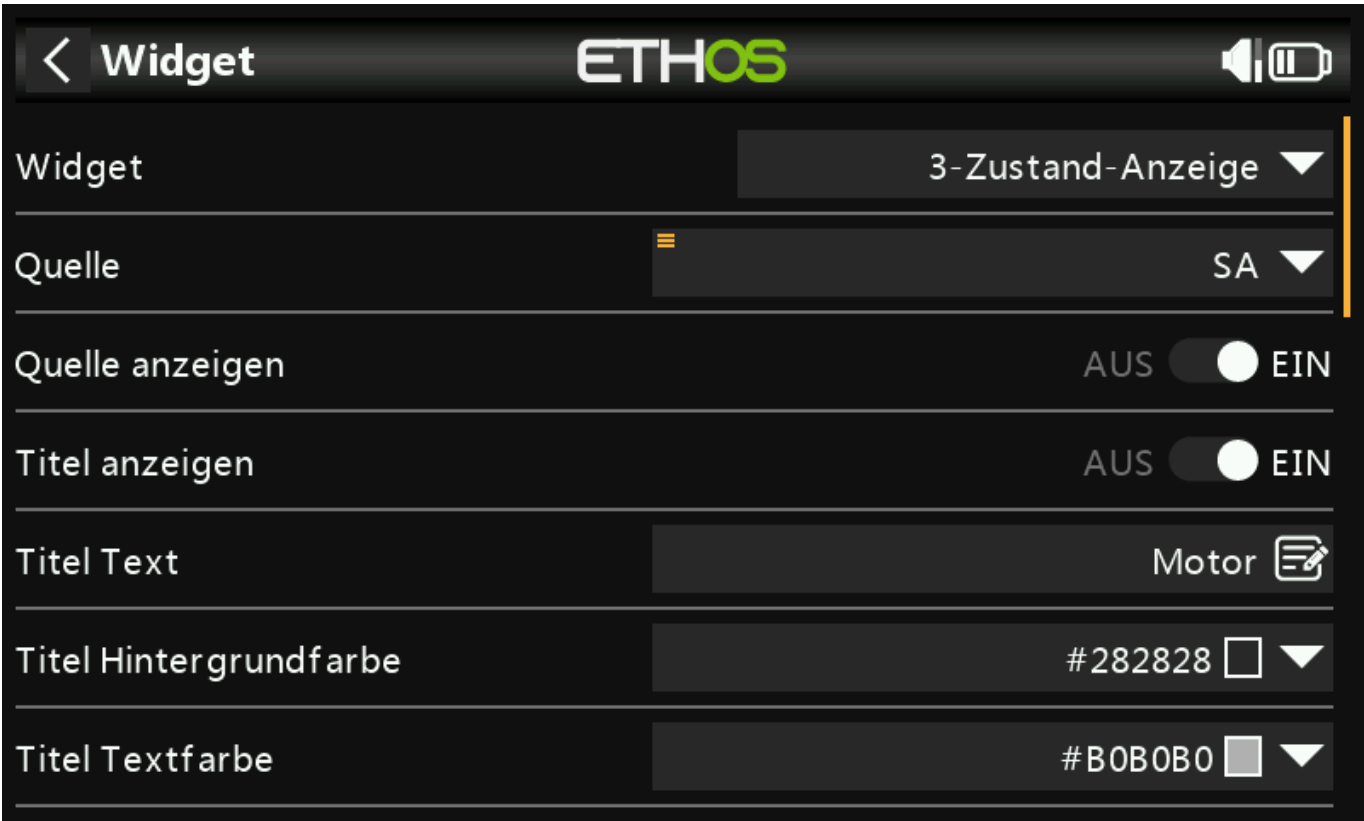 Widget ETHOS
Widget 3-Zustand-Anzeige
Quelle SA
Quelle anzeigen AUS EIN
Titel anzeigen AUS EIN
Titel Text Motor
Titel Hintergrundfarbe #282828
Titel Textfarbe #B0B0B0